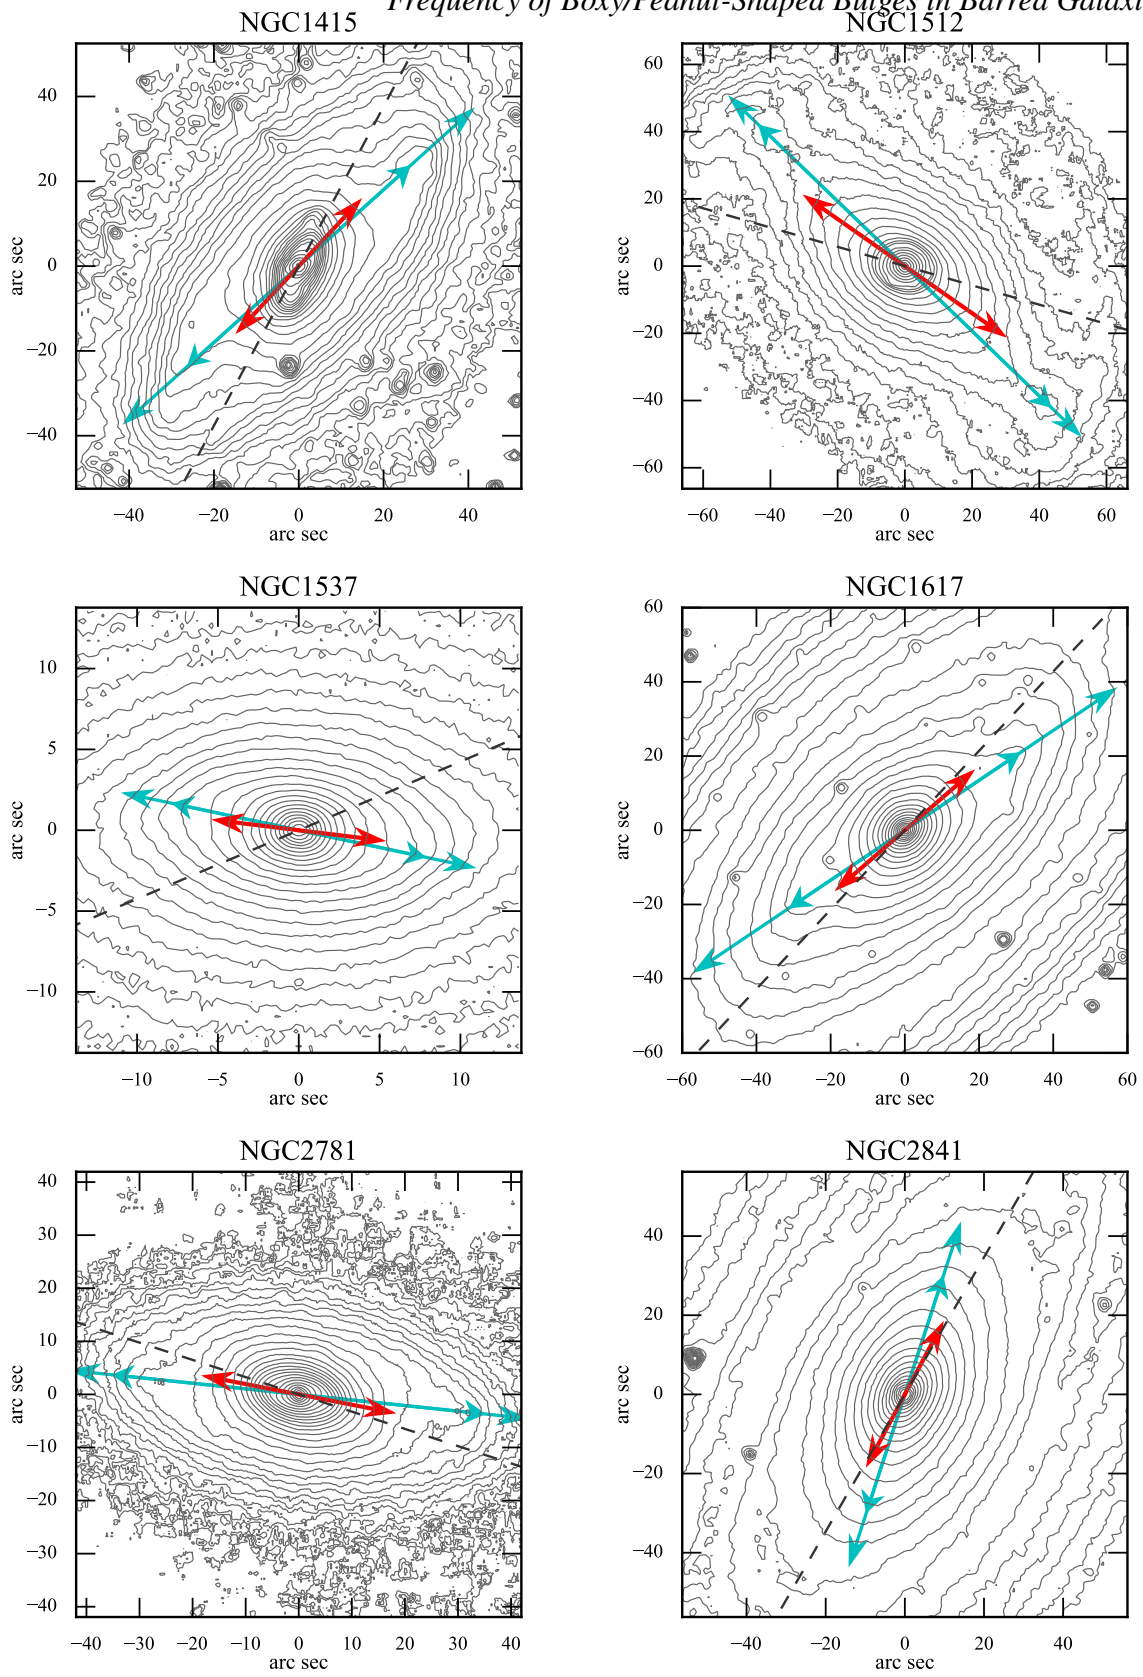 Frequency of Boxy/Peanut-Shaped Bulges in Barred Galaxi
NGC1415 NGC1512
40 60
20 40
0 20
−20 0
−40 −20
−40
−60
arc sec arc sec
−40 −20 0 20 40 −60 −40 −20 0 20 40 60
arc sec arc sec
NGC1537 NGC1617
10 60
5 40
0 20
−5 0
−10 −20
−40
−60
arc sec arc sec
−10 −5 0 5 10 −60 −40 −20 0 20 40 60
arc sec arc sec
NGC2781 NGC2841
40 40
30 20
20 0
10 −20
0 −40
−10
−20
−30
−40
arc sec arc sec
−40 −30 −20 −10 0 10 20 30 40 −40 −20 0 20 40
arc sec arc sec